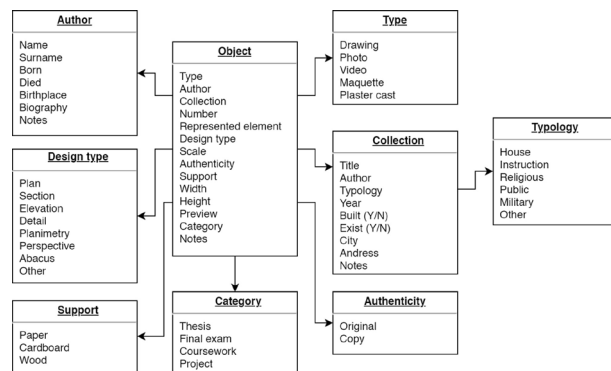 Author
Name
Surname
Born
Died
Birthplace
Biography
Notes
Design type
Plan
Section
Elevation
Detail
Planimetry
Perspective
Abacus
Other
Support
Paper
Cardboard
Wood
Object
Type
Author
Collection
Number
Represented element
Design type
Scale
Authenticity
Support
Width
Height
Preview
Category
Notes
Category
Thesis
Final exam
Coursework
Project
Type
Drawing
Photo
Video
Maquette
Plaster cast
Collection
Title
Author
Typology
Year
Built (Y/N)
Exist (Y/N)
City
Andress
Notes
Authenticity
Original
Copy
Typology
House
Instruction
Religious
Public
Military
Other